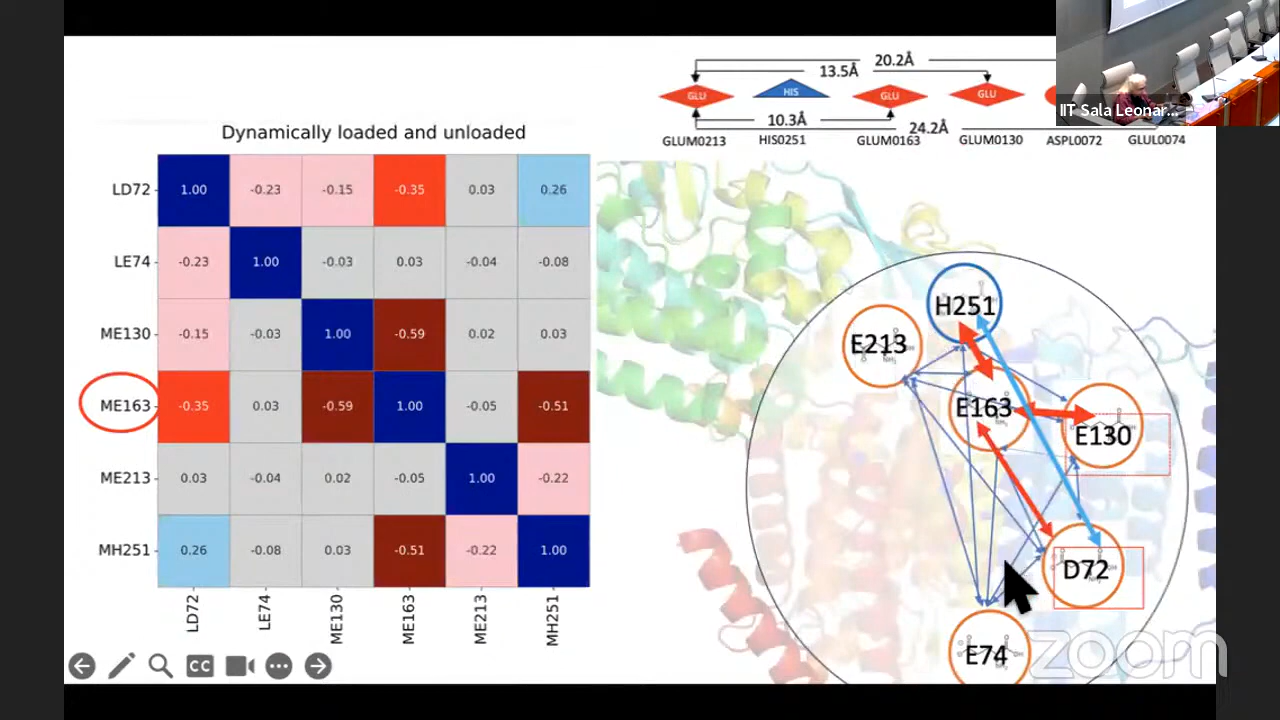 20.2Å
13.5Å
GLU HIS GLU GLU
10.3Å
24.2Å
GLUM0213 HIS0251 GLUM0163 GLUM0130 ASPL0072 GLUL0074
IIT Sala Leonar...
Dynamically loaded and unloaded
LD72 1.00 -0.23 -0.15 -0.35 0.03 0.26
LE74 -0.23 1.00 -0.03 0.03 -0.04 -0.08
ME130 -0.15 -0.03 1.00 -0.59 0.02 0.03
ME163 -0.35 0.03 -0.59 1.00 -0.05 -0.51
ME213 0.03 -0.04 0.02 -0.05 1.00 -0.22
MH251 0.26 -0.08 0.03 -0.51 -0.22 1.00
LD72 LE74 ME130 ME163 ME213 MH251
H251
E213
E163
E130
D72
E74
CC
zoom